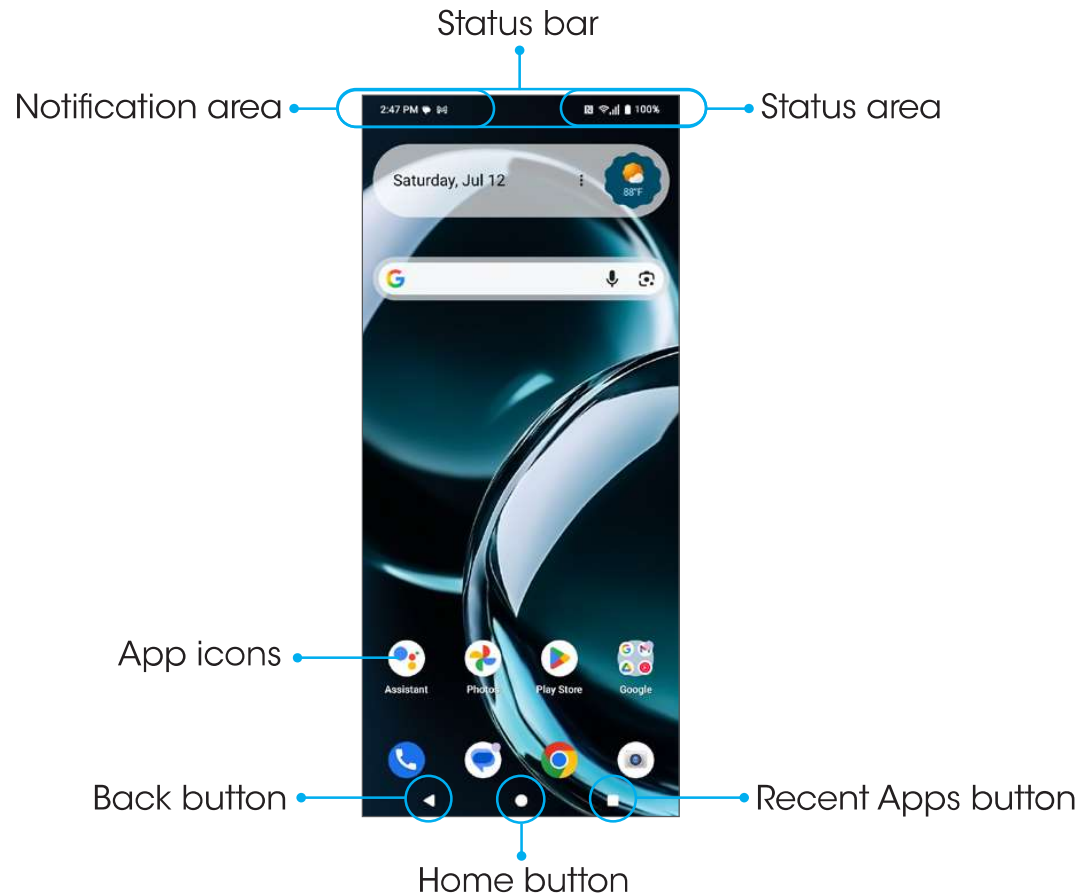 Status bar
Notification area
2:47 PM
100%
Status area
Saturday, Jul 12
88°F
G
App icons
Assistant
Photos
Play Store
Google
Back button
Recent Apps button
Home button